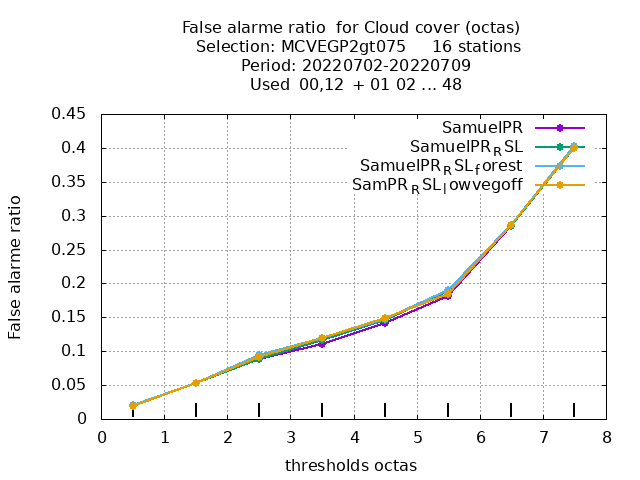 False alarme ratio  for Cloud cover (octas)
Selection: MCVEGP2gt075     16 stations
Period: 20220702-20220709
Used  00,12  + 01 02 ... 48
0.45
0.4
0.35
0.3
0.25
0.2
0.15
0.1
0.05
0
False alarme ratio
SamuelPR
SamuelPR_RSL
SamuelPR_RSL_forest
SamPR_RSL_lowvegoff
0 1 2 3 4 5 6 7 8
thresholds octas